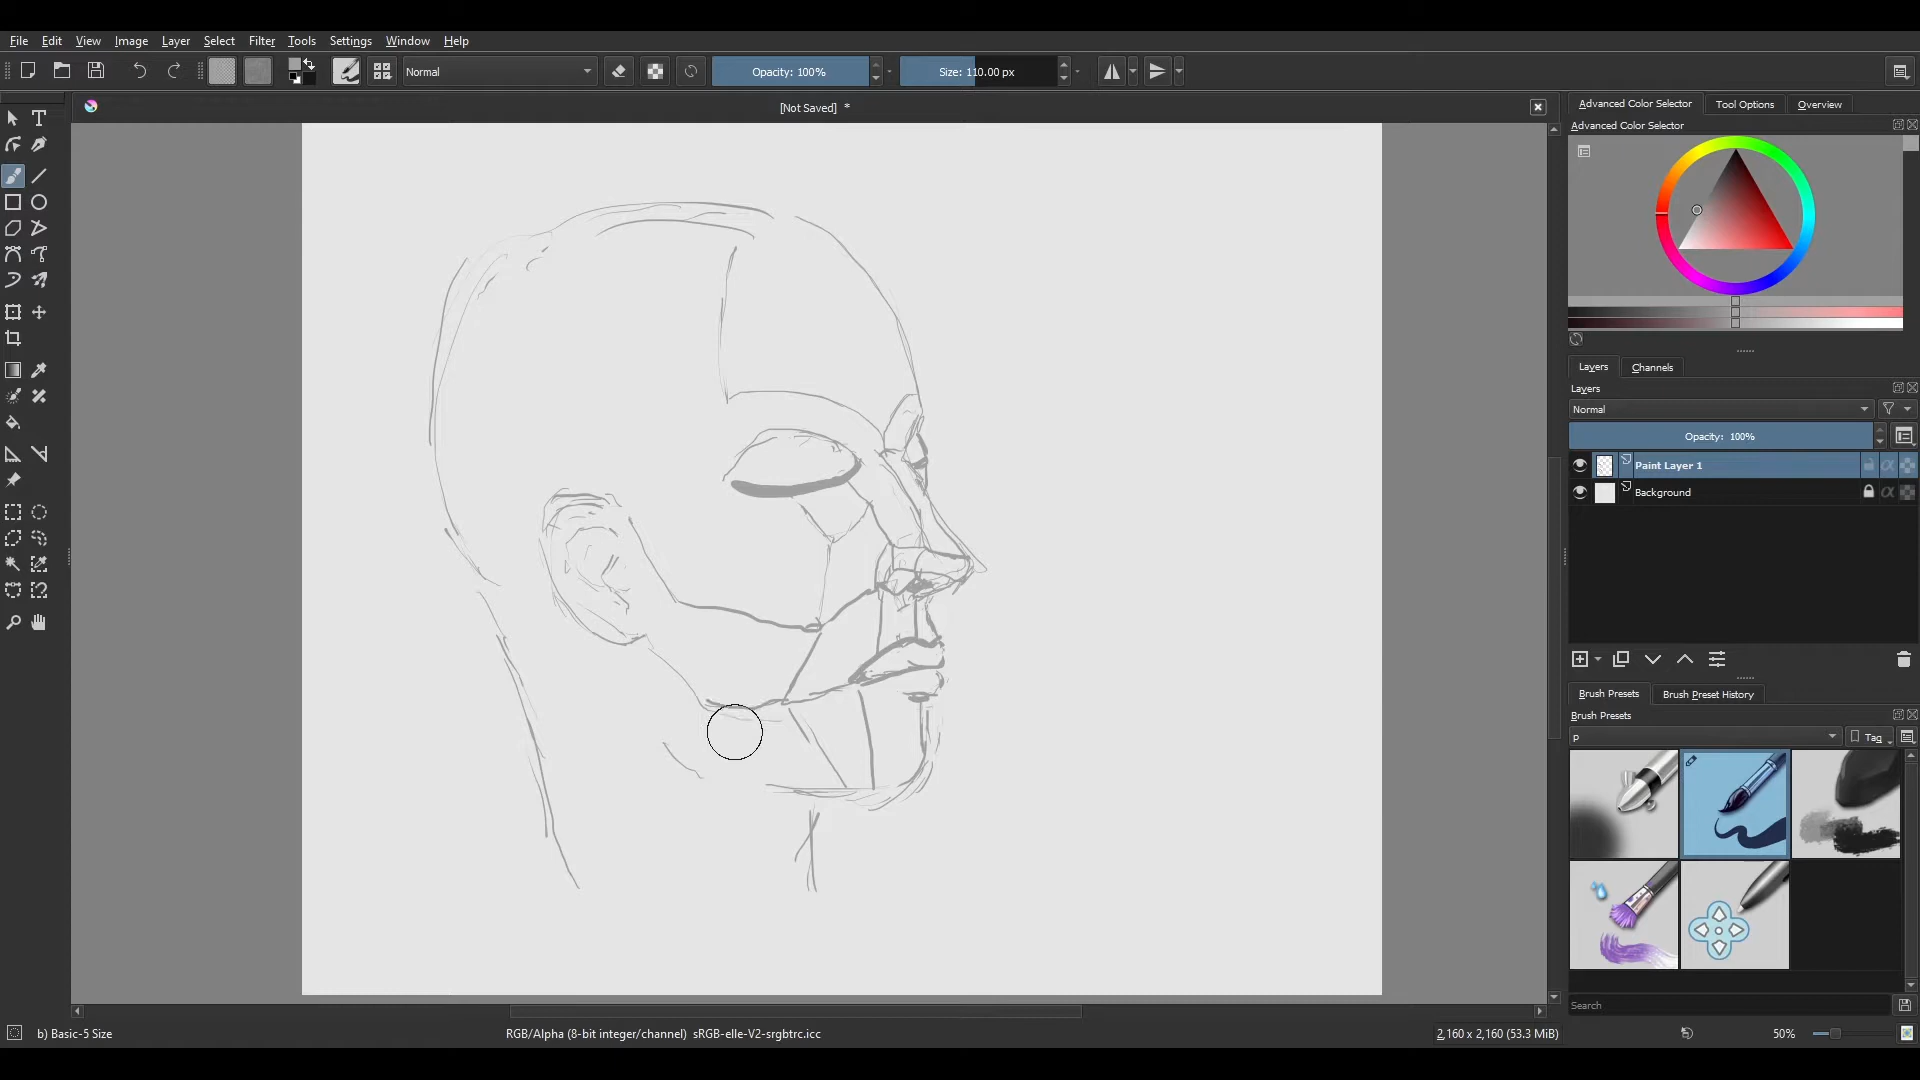 File Edit View Image Layer Select Filter Tools Settings Window Help
Normal
Opacity: 100%
Size: 110.00 px
[Not Saved] *
Advanced Color Selector
Tool Options
Overview
Advanced Color Selector
Layers
Channels
Layers
Normal
Opacity: 100%
Paint Layer 1
Background
Brush Presets
Brush Preset History
Brush Presets
p
Tag
Search
b) Basic-5 Size
RGB/Alpha (8-bit integer/channel) sRGB-elle-V2-srgbtrc.icc
2,160 x 2,160 (53.3 MiB)
50%